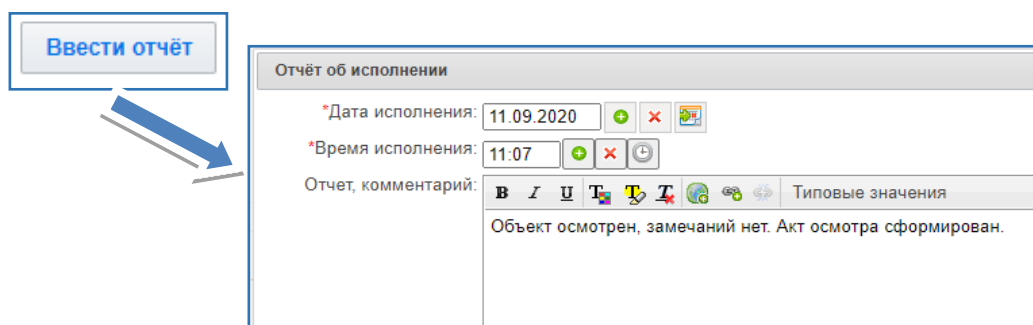 Ввести отчёт
Отчёт об исполнении
*Дата исполнения: 11.09.2020
*Время исполнения: 11:07
Отчет, комментарий:
B I U Типовые значения
Объект осмотрен, замечаний нет. Акт осмотра сформирован.